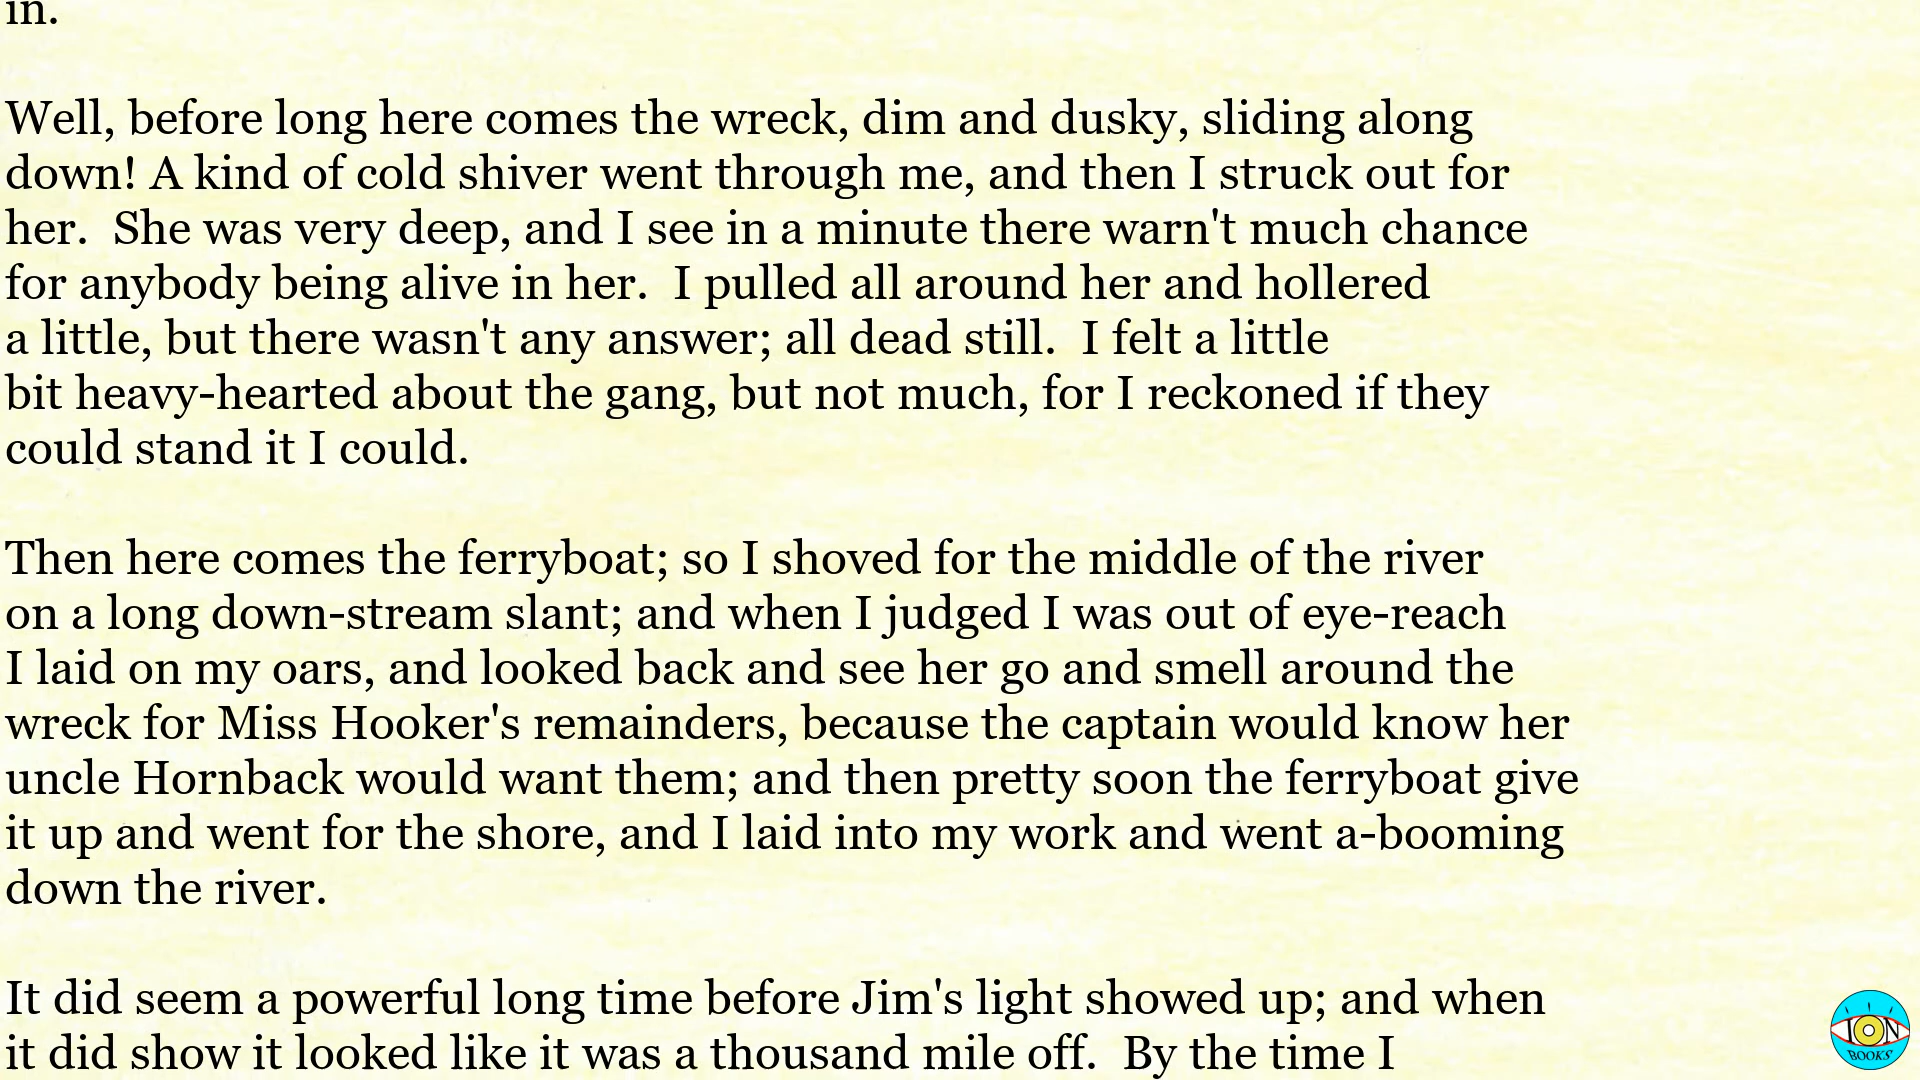 in.
Well, before long here comes the wreck, dim and dusky, sliding along
down! A kind of cold shiver went through me, and then I struck out for
her.  She was very deep, and I see in a minute there warn't much chance
for anybody being alive in her.  I pulled all around her and hollered
a little, but there wasn't any answer; all dead still.  I felt a little
bit heavy-hearted about the gang, but not much, for I reckoned if they
could stand it I could.
Then here comes the ferryboat; so I shoved for the middle of the river
on a long down-stream slant; and when I judged I was out of eye-reach
I laid on my oars, and looked back and see her go and smell around the
wreck for Miss Hooker's remainders, because the captain would know her
uncle Hornback would want them; and then pretty soon the ferryboat give
it up and went for the shore, and I laid into my work and went a-booming
down the river.
It did seem a powerful long time before Jim's light showed up; and when
it did show it looked like it was a thousand mile off.  By the time I
ION
BOOKS